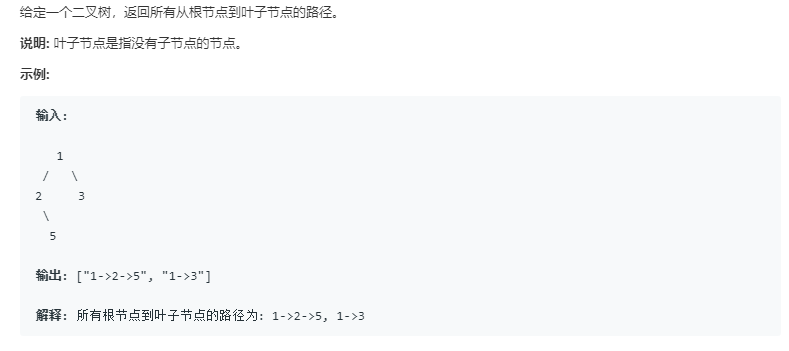 给定一个二叉树，返回所有从根节点到叶子节点的路径。
说明: 叶子节点是指没有子节点的节点。
示例:
输入:
1
/ \
2 3
\
5
输出: ["1->2->5", "1->3"]
解释: 所有根节点到叶子节点的路径为: 1->2->5, 1->3